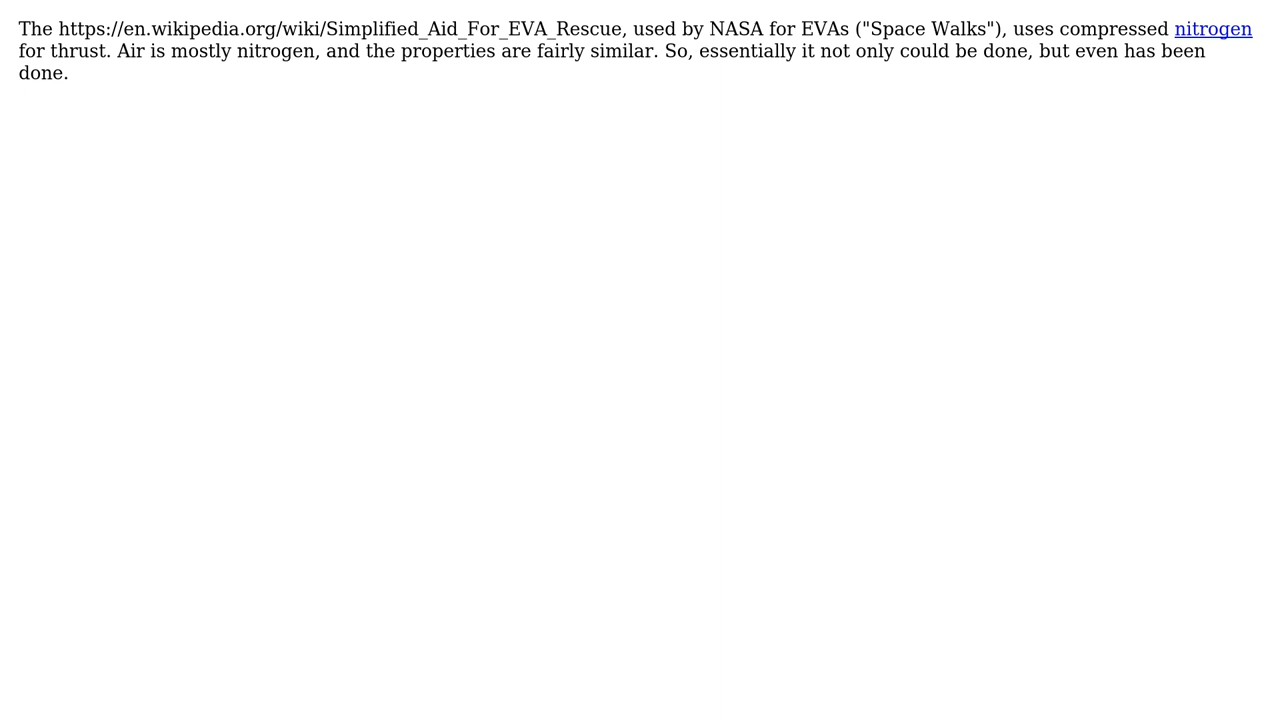 The https://en.wikipedia.org/wiki/Simplified_Aid_For_EVA_Rescue, used by NASA for EVAs ("Space Walks"), uses compressed nitrogen
for thrust. Air is mostly nitrogen, and the properties are fairly similar. So, essentially it not only could be done, but even has been
done.